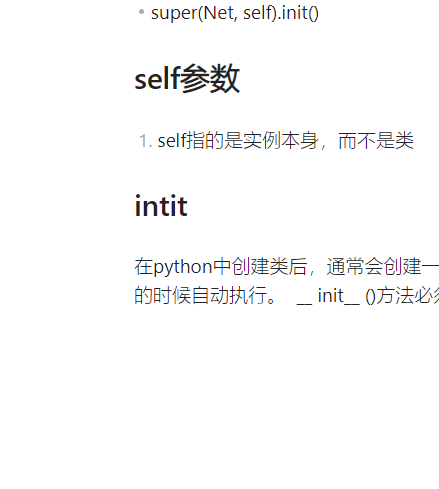 • super(Net, self).init()
self参数
1. self指的是实例本身，而不是类
intit
在python中创建类后，通常会创建一
的时候自动执行。 __ init__ ()方法必